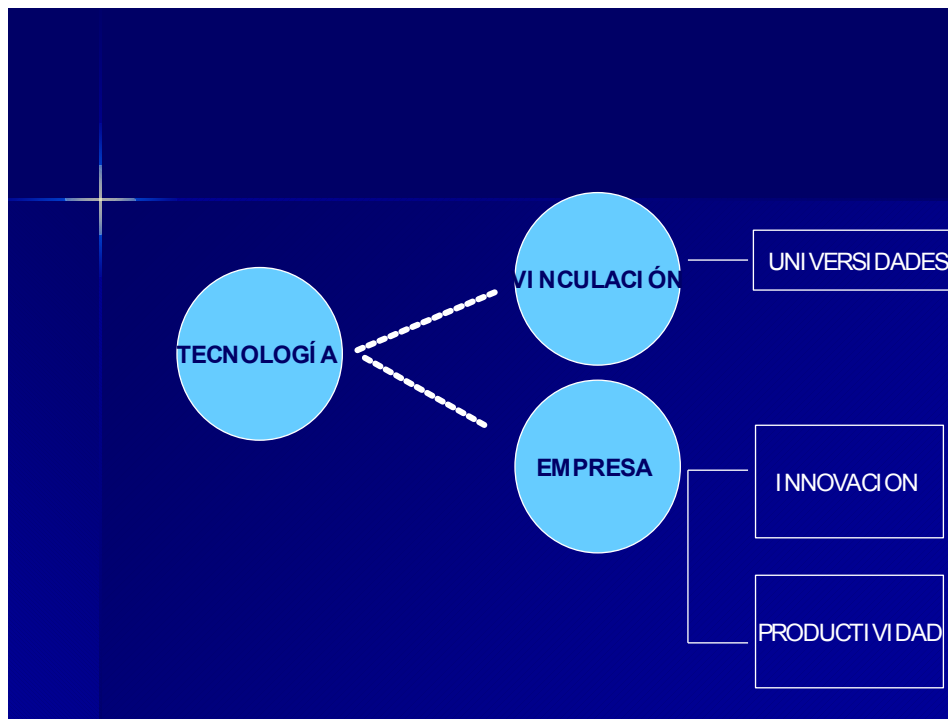 TECNOLOGÍA
VINCULACIÓN
UNIVERSIDADES
EMPRESA
INNOVACION
PRODUCTIVIDAD